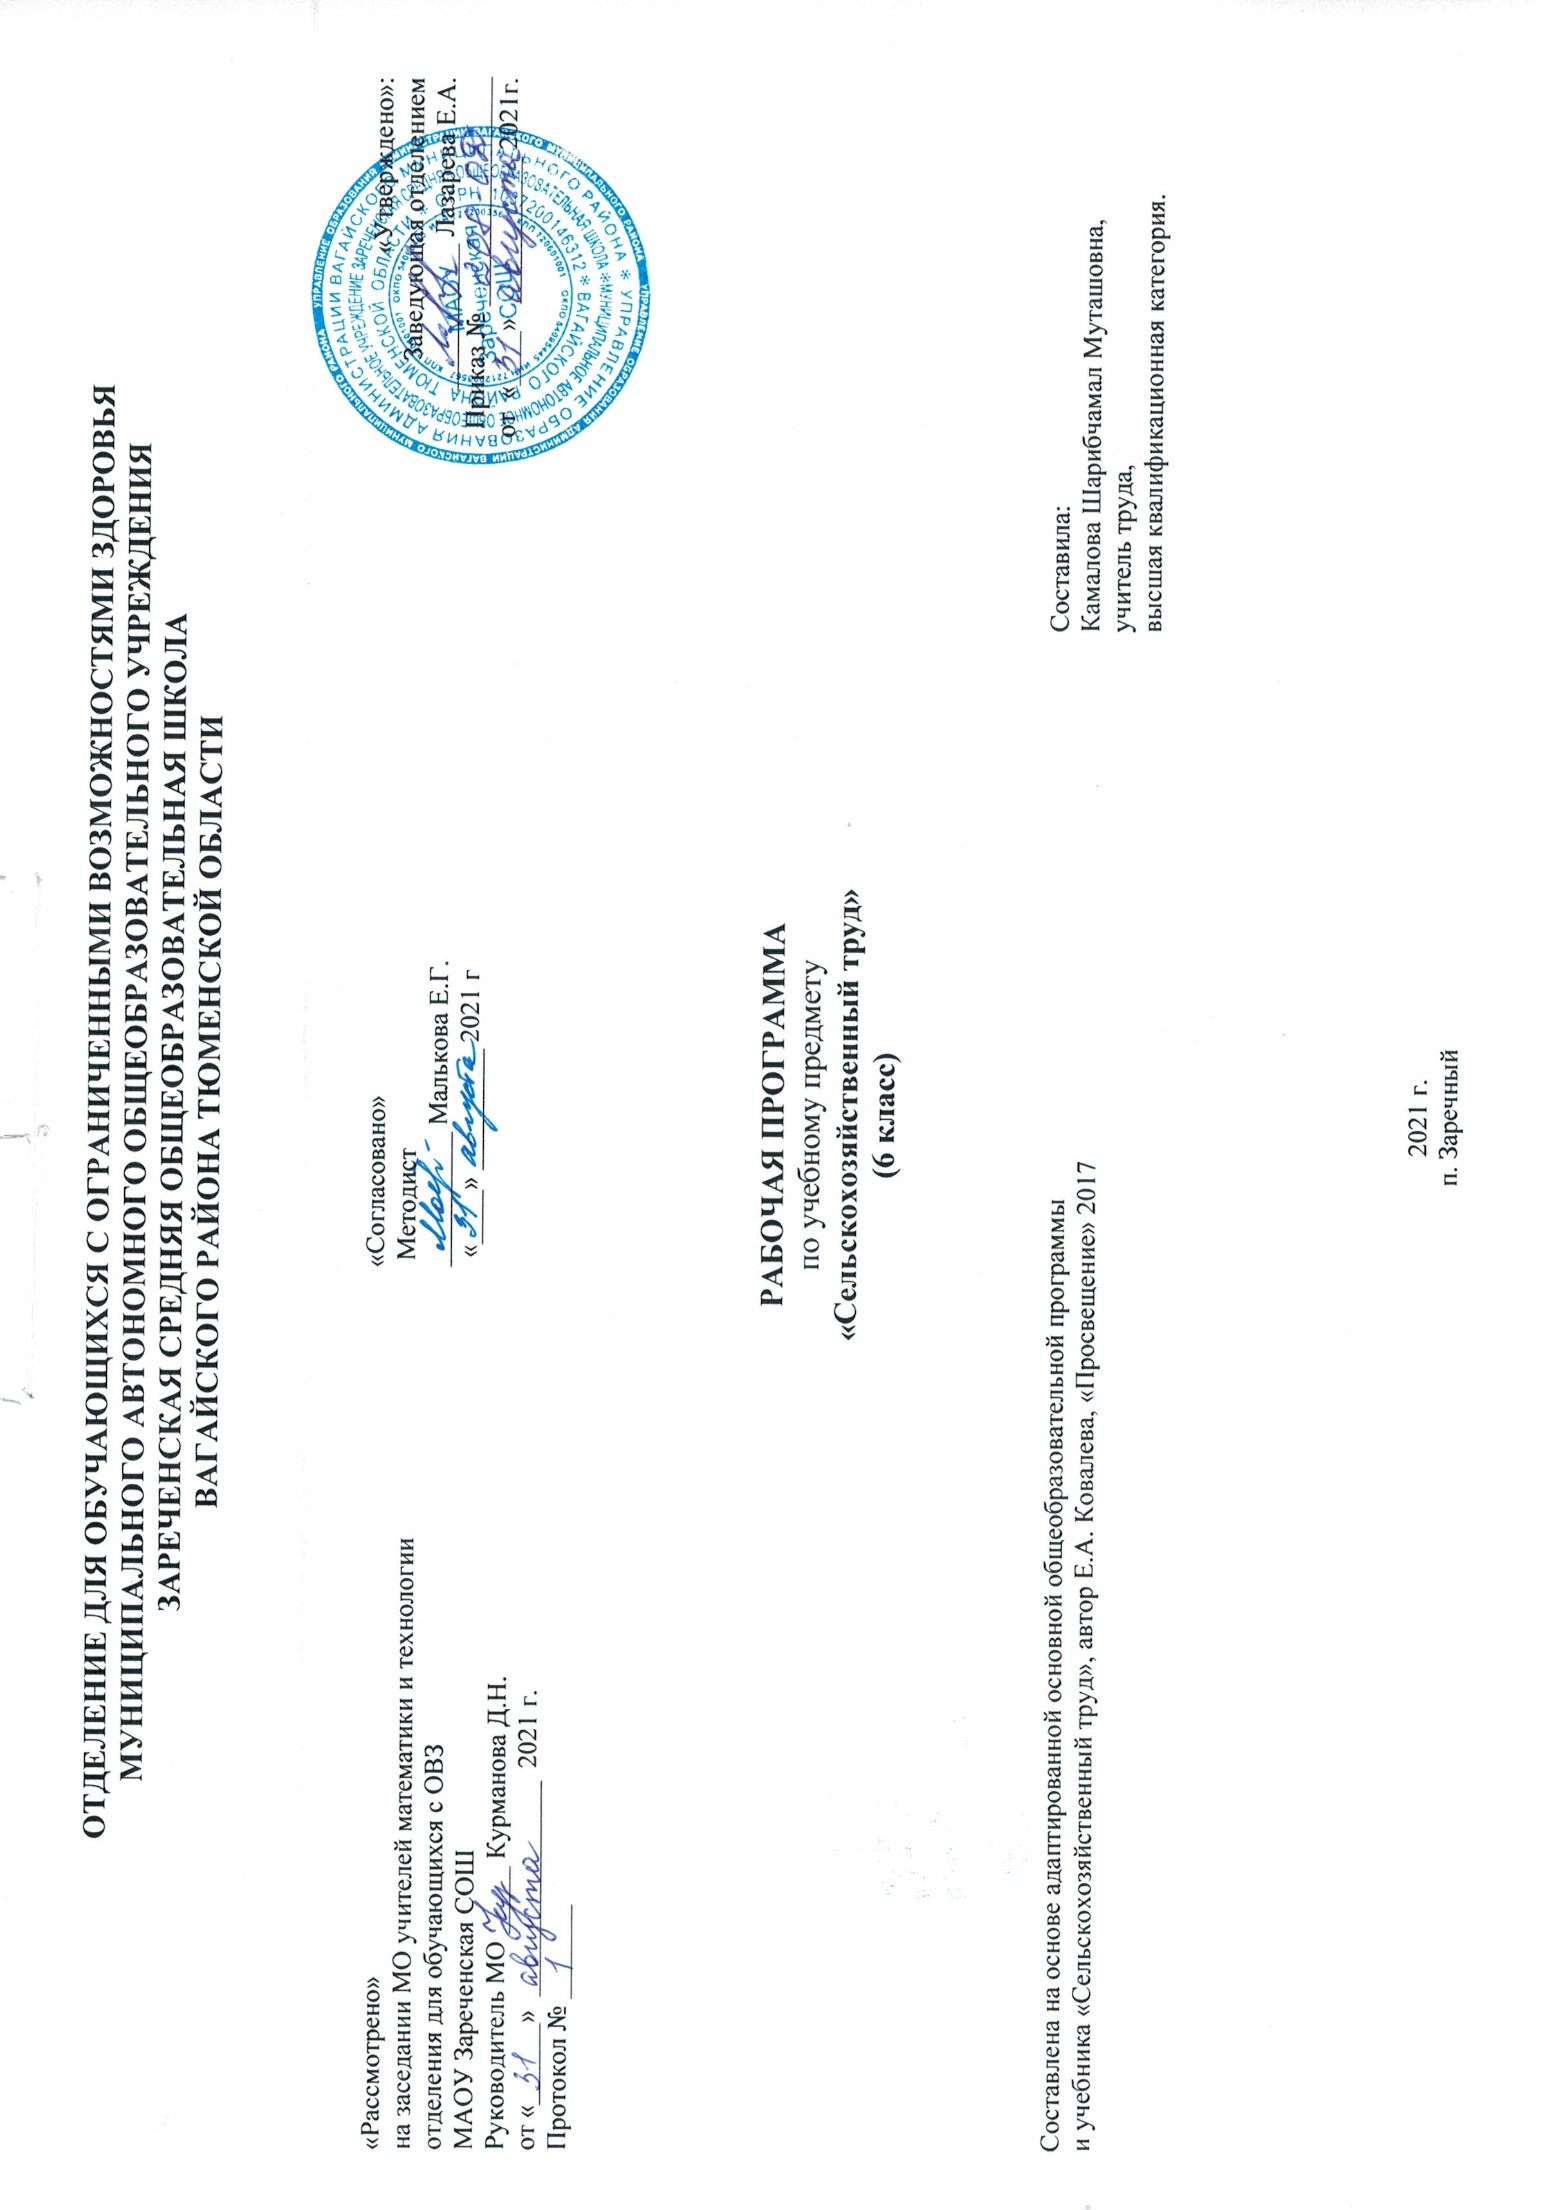 ОТДЕЛЕНИЕ ДЛЯ ОБУЧАЮЩИХСЯ С ОГРАНИЧЕННЫМИ ВОЗМОЖНОСТЯМИ ЗДОРОВЬЯ
МУНИЦИПАЛЬНОГО АВТОНОМНОГО ОБЩЕОБРАЗОВАТЕЛЬНОГО УЧРЕЖДЕНИЯ
ЗАРЕЧЕНСКАЯ СРЕДНЯЯ ОБЩЕОБРАЗОВАТЕЛЬНАЯ ШКОЛА
ВАГАЙСКОГО РАЙОНА ТЮМЕНСКОЙ ОБЛАСТИ
«Рассмотрено»
на заседании МО учителей математики и технологии
отделения для обучающихся с ОВЗ
МАОУ Зареченская СОШ
Руководитель МО Курманова Д.Н.
от « 31 » августа 2021 г.
Протокол № 1
«Согласовано»
Методист
Малькова Е.Г.
« 31 » августа 2021 г
«Утверждено»:
Заведующая отделением
Лазарева Е.А.
Приказ №
от « 31 » августа 2021г.
РАБОЧАЯ ПРОГРАММА
по учебному предмету
«Сельскохозяйственный труд»
(6 класс)
Составлена на основе адаптированной основной общеобразовательной программы
и учебника «Сельскохозяйственный труд», автор Е.А. Ковалева, «Просвещение» 2017
Составила:
Камалова Шарибчамал Муташовна,
учитель труда,
высшая квалификационная категория.
2021 г.
п. Заречный